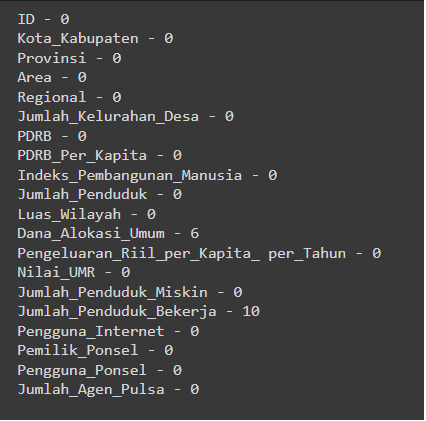 ID - 0
Kota_Kabupaten - 0
Provinsi - 0
Area - 0
Regional - 0
Jumlah_Kelurahan_Desa - 0
PDRB - 0
PDRB_Per_Kapita - 0
Indeks_Pembangunan_Manusia - 0
Jumlah_Penduduk - 0
Luas_Wilayah - 0
Dana_Alokasi_Umum - 6
Pengeluaran_Riil_per_Kapita_ per_Tahun - 0
Nilai_UMR - 0
Jumlah_Penduduk_Miskin - 0
Jumlah_Penduduk_Bekerja - 10
Pengguna_Internet - 0
Pemilik_Ponsel - 0
Pengguna_Ponsel - 0
Jumlah_Agen_Pulsa - 0